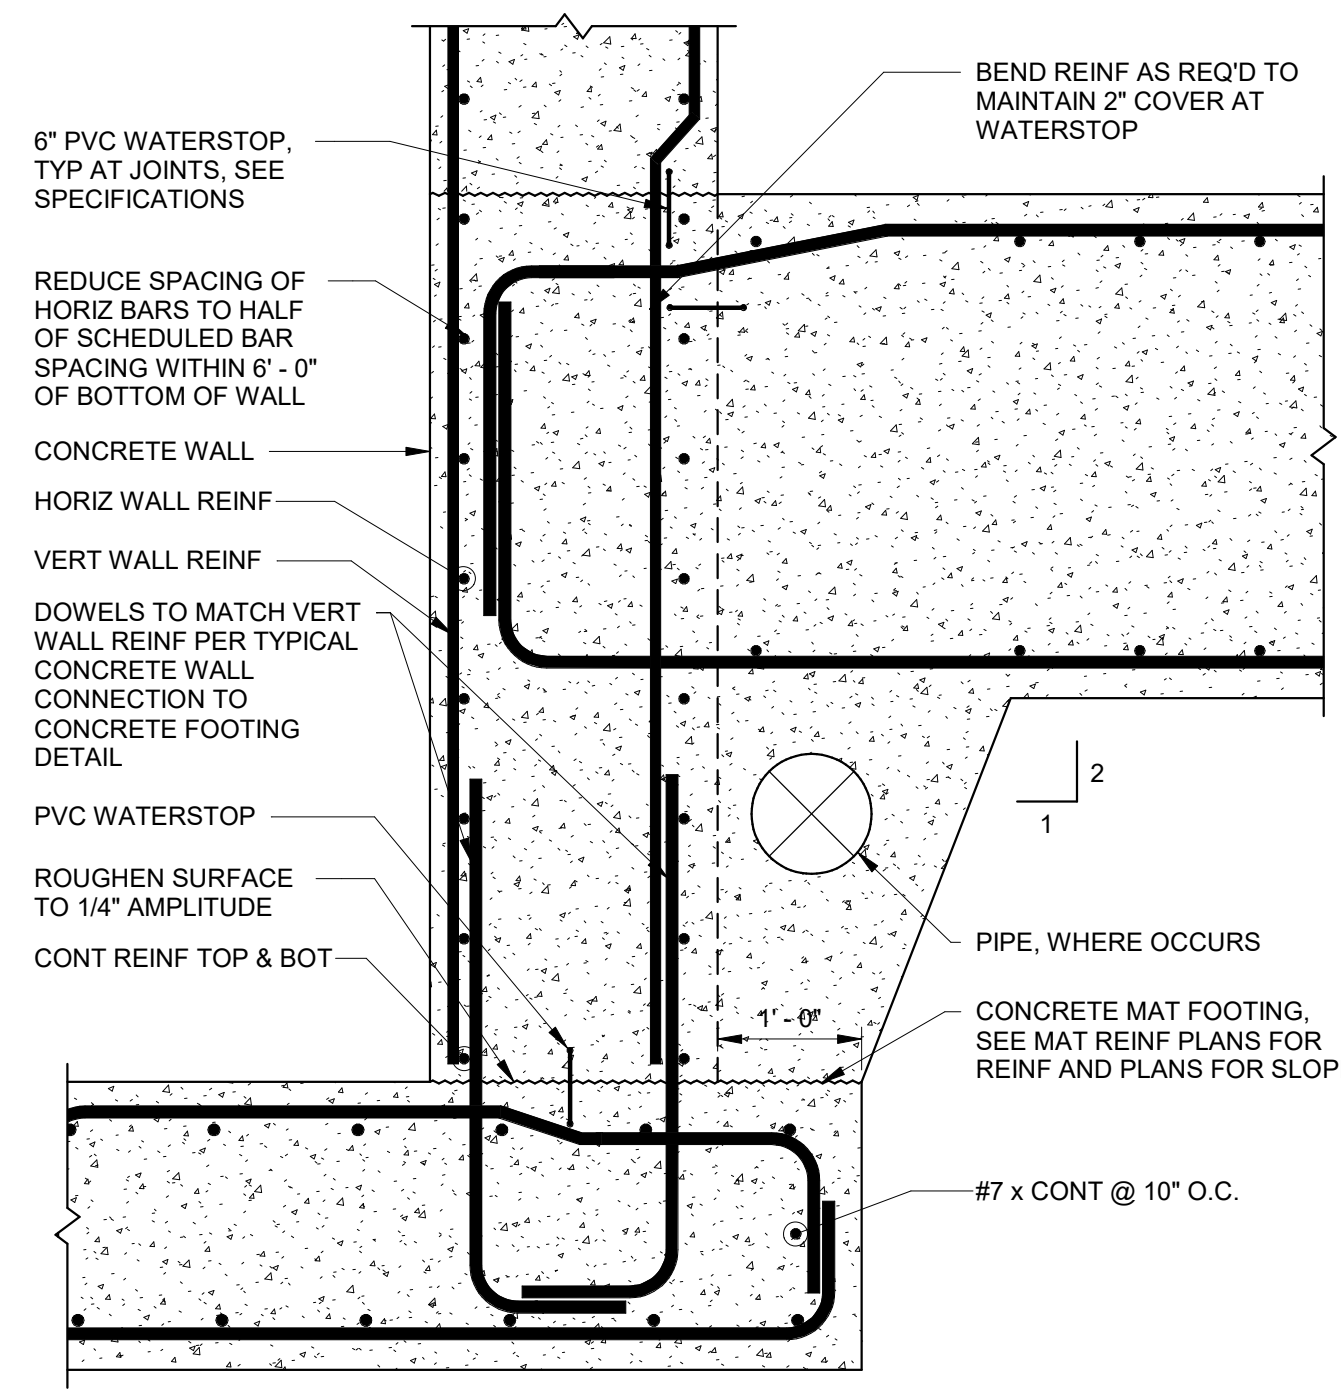 6" PVC WATERSTOP,
TYP AT JOINTS, SEE
SPECIFICATIONS
REDUCE SPACING OF
HORIZ BARS TO HALF
OF SCHEDULED BAR
SPACING WITHIN 6' - 0"
OF BOTTOM OF WALL
CONCRETE WALL
HORIZ WALL REINF
VERT WALL REINF
DOWELS TO MATCH VERT
WALL REINF PER TYPICAL
CONCRETE WALL
CONNECTION TO
CONCRETE FOOTING
DETAIL
PVC WATERSTOP
ROUGHEN SURFACE
TO 1/4" AMPLITUDE
CONT REINF TOP & BOT
BEND REINF AS REQ'D TO
MAINTAIN 2" COVER AT
WATERSTOP
2
1
PIPE, WHERE OCCURS
1' - 0"
CONCRETE MAT FOOTING,
SEE MAT REINF PLANS FOR
REINF AND PLANS FOR SLOP
#7 x CONT @ 10" O.C.